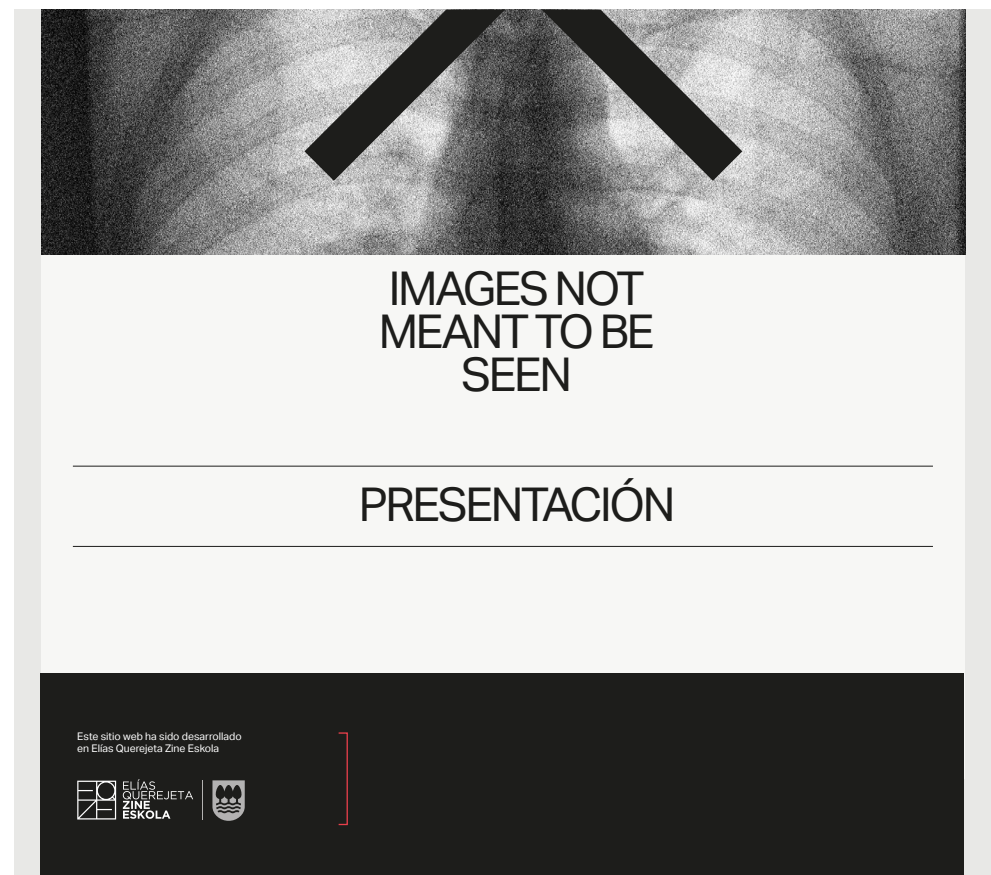 IMAGES NOT
MEANT TO BE
SEEN
PRESENTACIÓN
Este sitio web ha sido desarrollado
en Elías Querejeta Zine Eskola
EQZE
ELÍAS
QUEREJETA
ZINE
ESKOLA